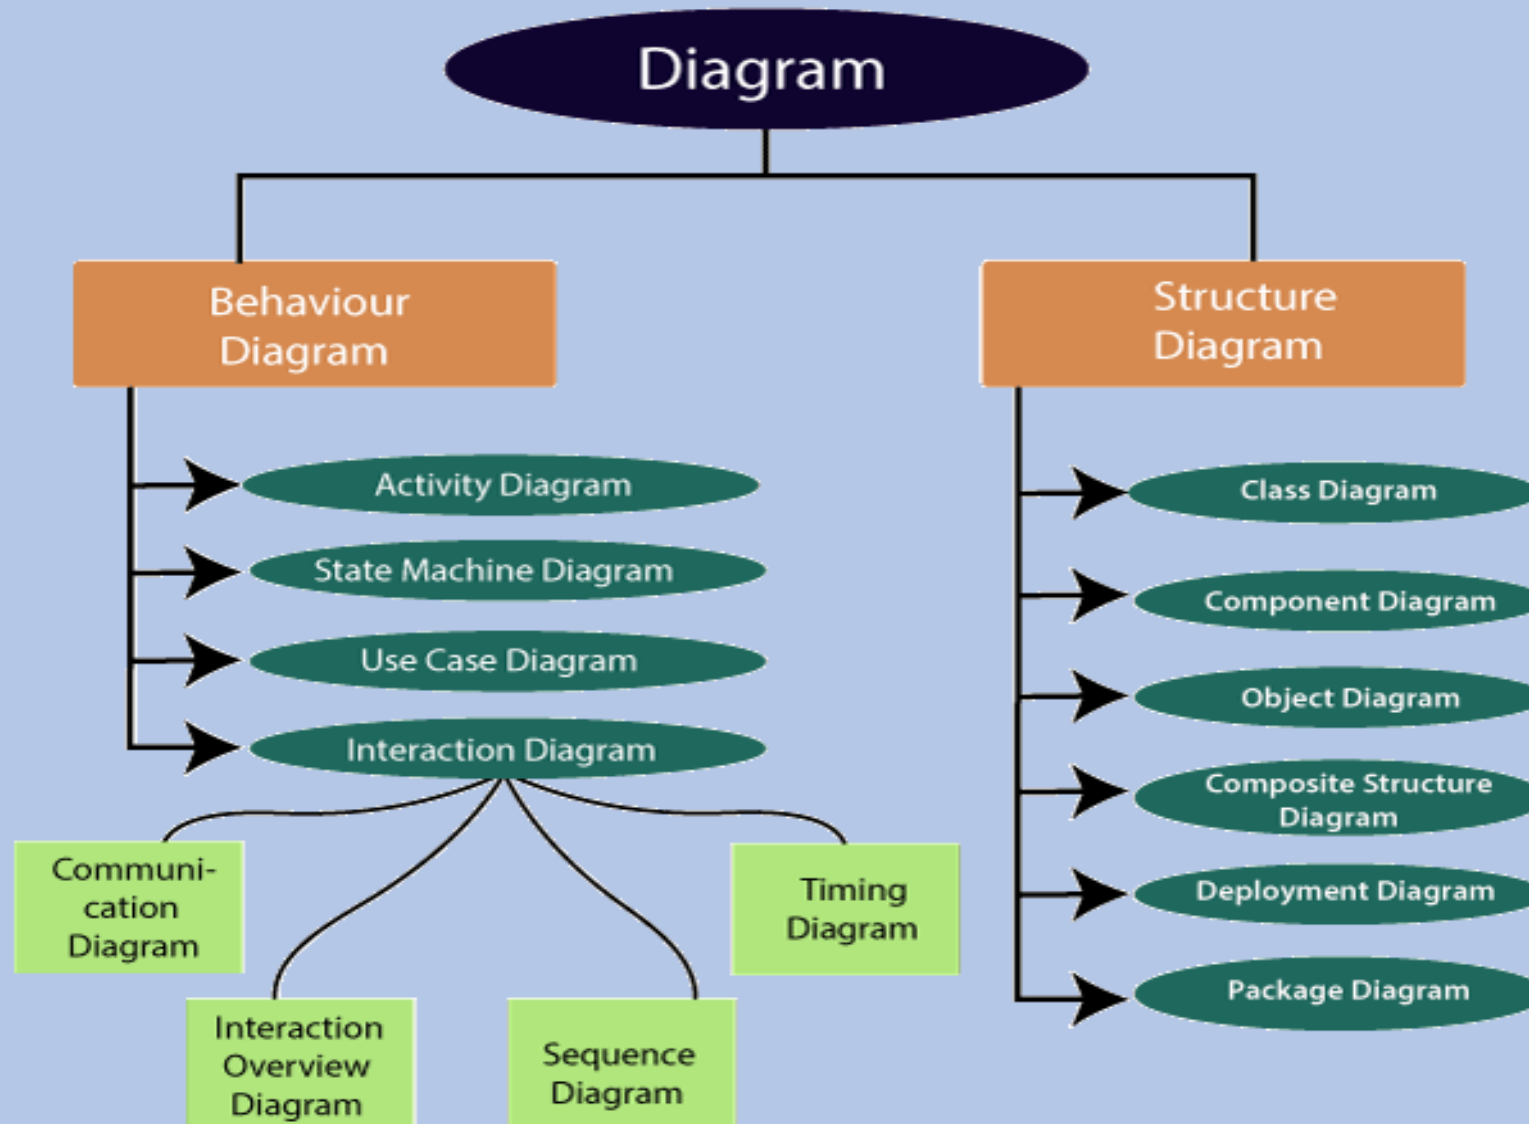 Diagram
Behaviour
Diagram
Structure
Diagram
Activity Diagram
State Machine Diagram
Use Case Diagram
Interaction Diagram
Communi-
cation
Diagram
Interaction
Overview
Diagram
Sequence
Diagram
Timing
Diagram
Class Diagram
Component Diagram
Object Diagram
Composite Structure
Diagram
Deployment Diagram
Package Diagram